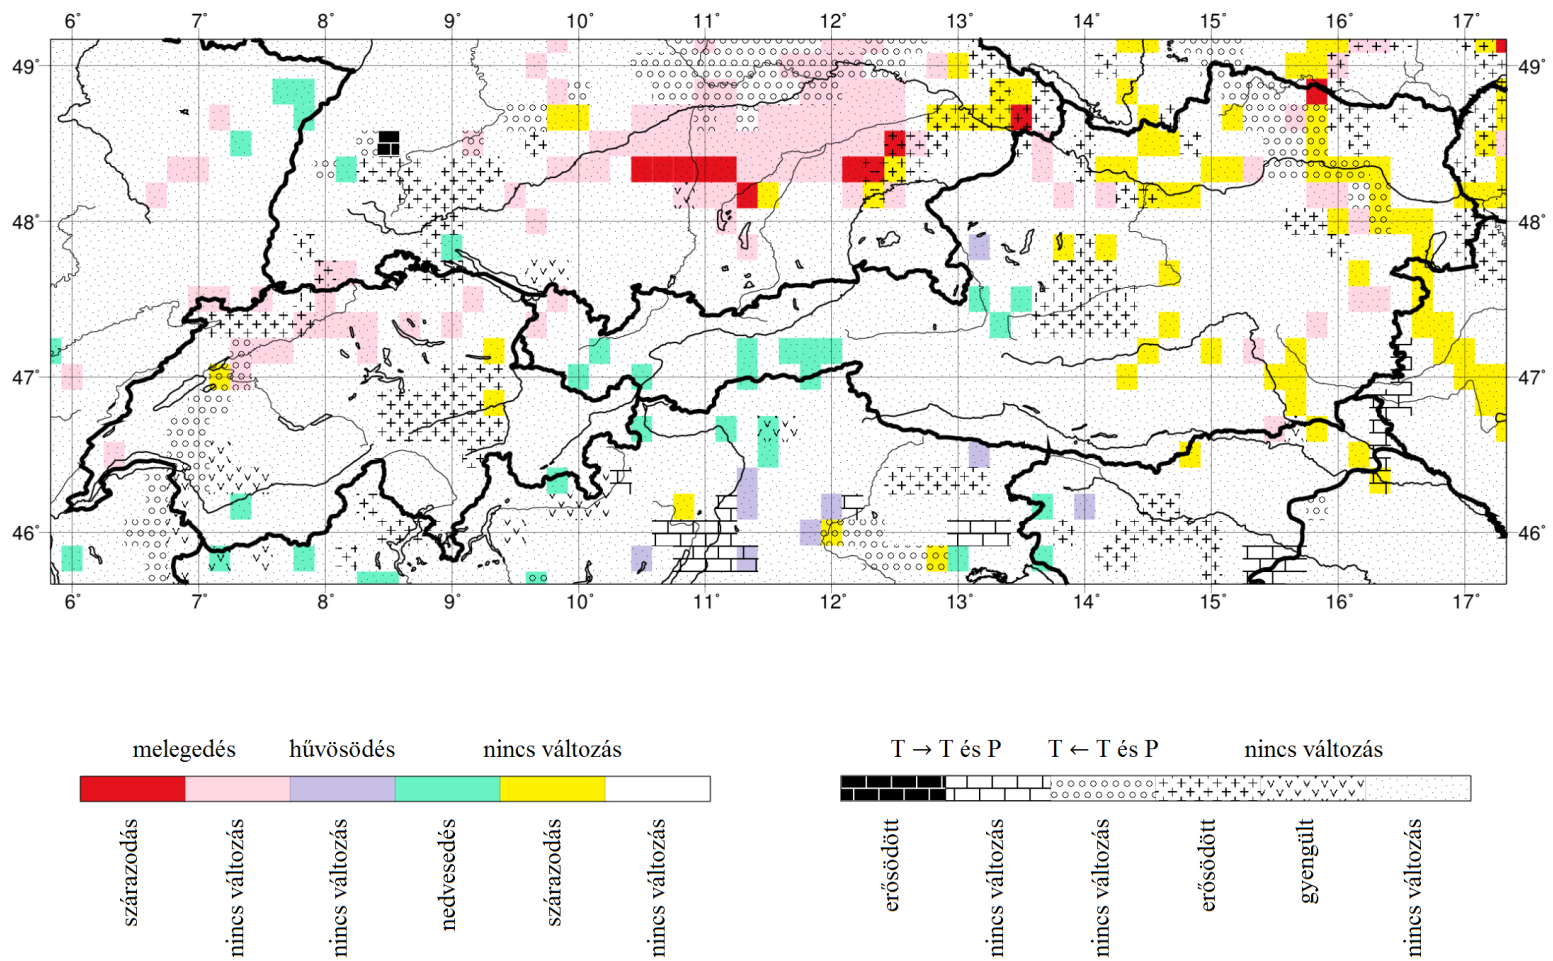 6° 7° 8° 9° 10° 11° 12° 13° 14° 15° 16° 17°
49° 49°
48° 48°
47° 47°
46° 46°
6° 7° 8° 9° 10° 11° 12° 13° 14° 15° 16° 17°
melegedés hűvösödés nincs változás
szárazodás
nincs változás
nincs változás
nedvesedés
szárazodás
nincs változás
T → T és P T ← T és P nincs változás
erősödött
nincs változás
nincs változás
erősödött
gyengült
nincs változás